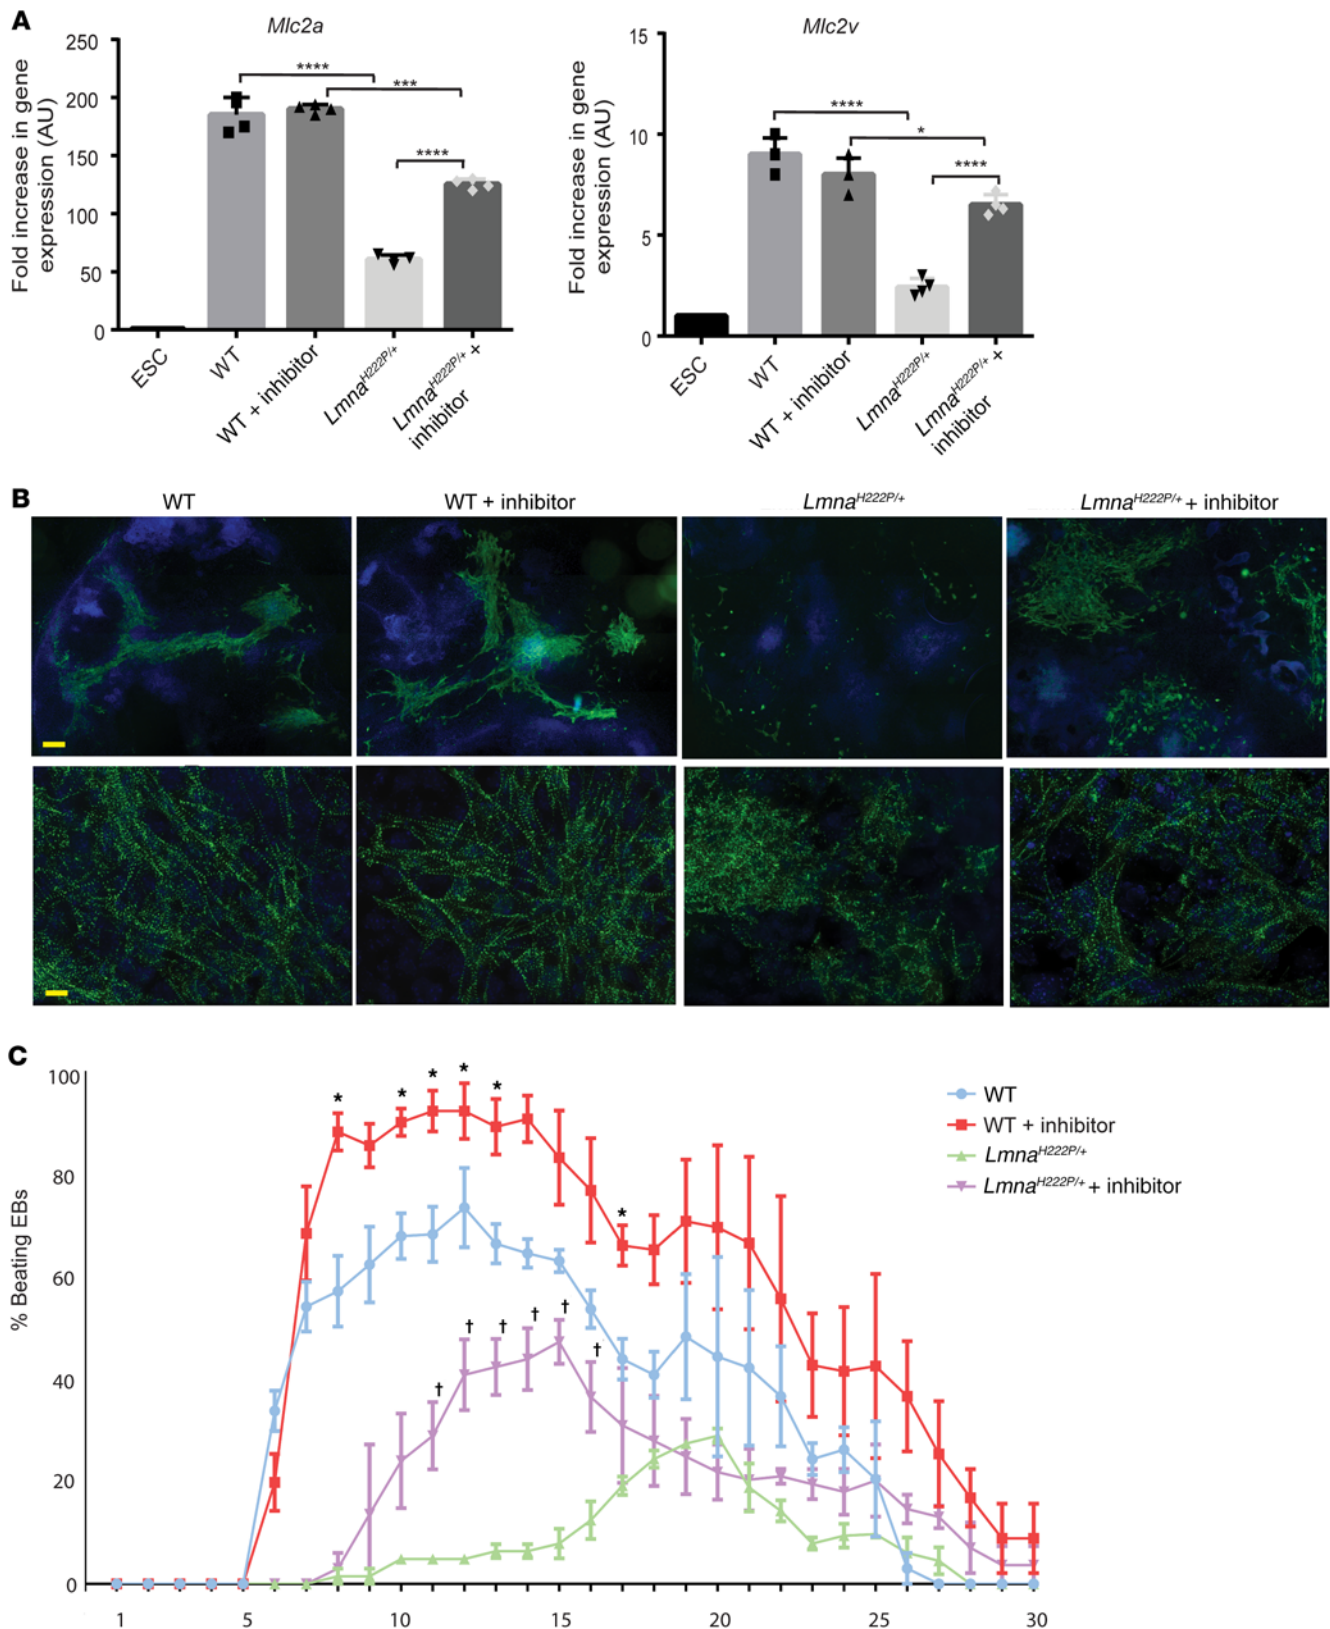 A
Mlc2a
Mlc2v
Fold increase in gene
expression (AU)
250
200
150
100
50
0
****
***
****
ESC
WT
WT + inhibitor
LmnaH222P/+
LmnaH222P/+ +
inhibitor
Fold increase in gene
expression (AU)
15
10
5
0
****
*
****
ESC
WT
WT + inhibitor
LmnaH222P/+
LmnaH222P/+ +
inhibitor
B
WT
WT + inhibitor
LmnaH222P/+
LmnaH222P/+ + inhibitor
C
% Beating EBs
100
80
60
40
20
0
* * * * * *
† † † † † †
WT
WT + inhibitor
LmnaH222P/+
LmnaH222P/+ + inhibitor
1 5 10 15 20 25 30